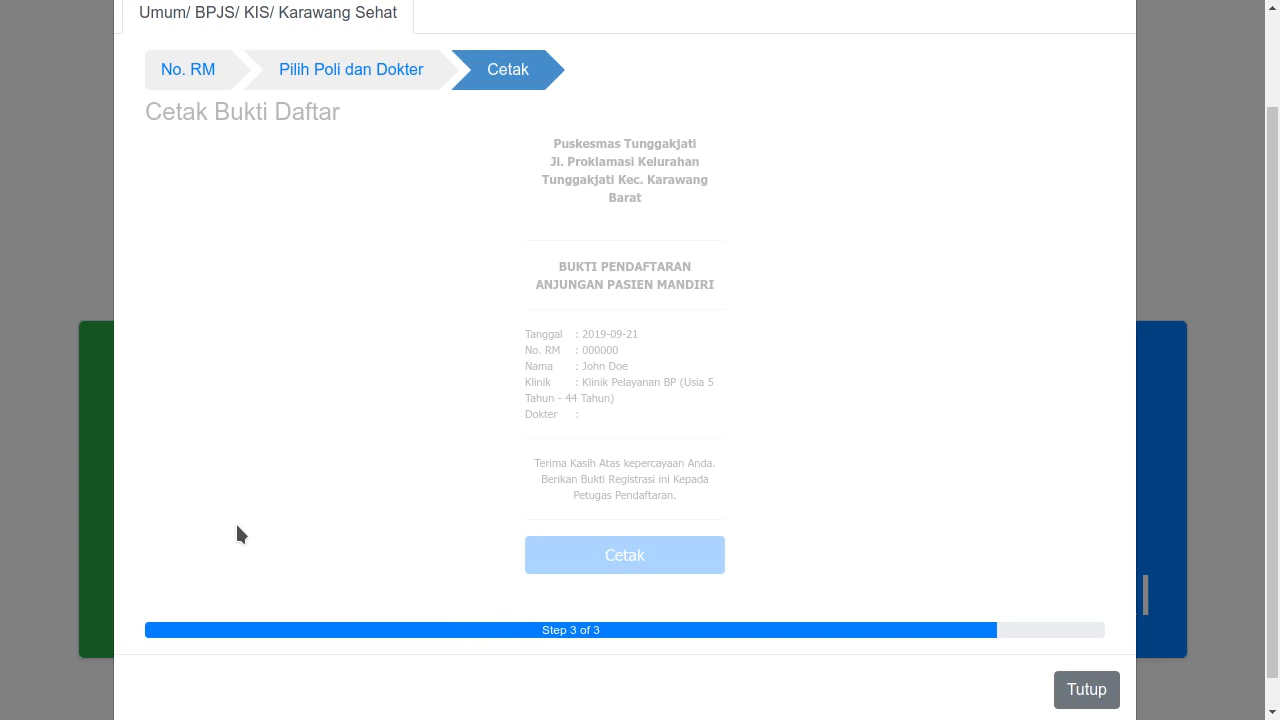 Umum/ BPJS/ KIS/ Karawang Sehat
No. RM
Pilih Poli dan Dokter
Cetak
Cetak Bukti Daftar
Puskesmas Tunggakjati
Jl. Proklamasi Kelurahan
Tunggakjati Kec. Karawang
Barat
BUKTI PENDAFTARAN
ANJUNGAN PASIEN MANDIRI
Tanggal : 2019-09-21
No. RM : 000000
Nama : John Doe
Klinik : Klinik Pelayanan BP (Usia 5
Tahun - 44 Tahun)
Dokter :
Terima Kasih Atas kepercayaan Anda.
Berikan Bukti Registrasi ini Kepada
Petugas Pendaftaran.
Cetak
Step 3 of 3
Tutup